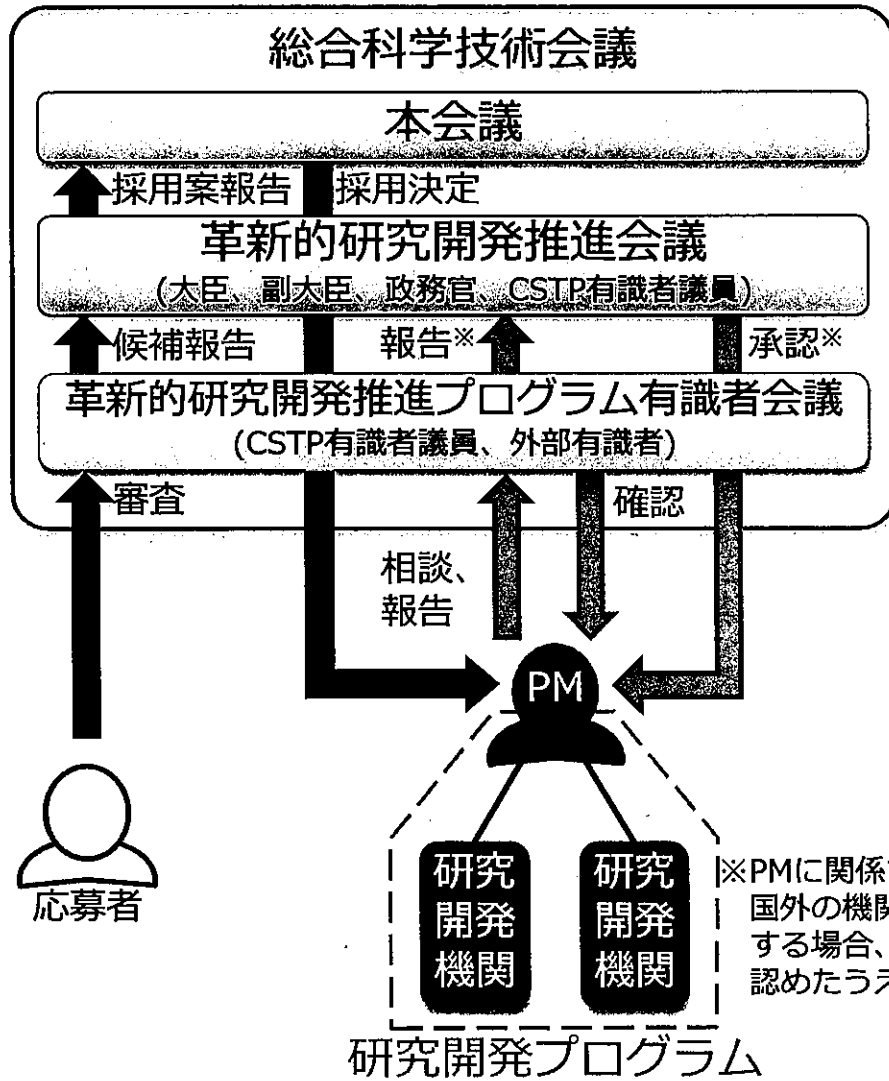 総合科学技術会議
本会議
採用案報告
採用決定
革新的研究開発推進会議
(大臣、副大臣、政務官、CSTP有識者議員)
候補報告
報告※
承認※
革新的研究開発推進プログラム有識者会議
(CSTP有識者議員、外部有識者)
審査
確認
相談、
報告
PM
応募者
研究
開発
機関
研究
開発
機関
※PMに関係
国外の機関
する場合、
認めたうえ
研究開発プログラム